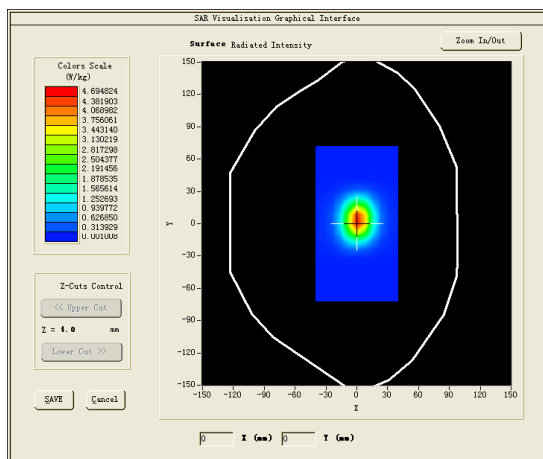 SAR Visualisation Graphical Interface
Surface Radiated Intensity
Zoom In/Out
Colors Scale
(W/kg)
4.694824
4.381903
4.068982
3.756061
3.443140
3.130219
2.817298
2.504377
2.191456
1.878535
1.565614
1.252693
0.939772
0.626850
0.313929
0.001008
150
120
90
60
30
0
-30
-60
-90
-120
-150
Y
-150 -120 -90 -60 -30 0 30 60 90 120 150
X
Z-Cuts Control
<< Upper Cut
Z = 4.0 mm
Lower Cut >>
SAVE Cancel
0 X (mm) 0 Y (mm)